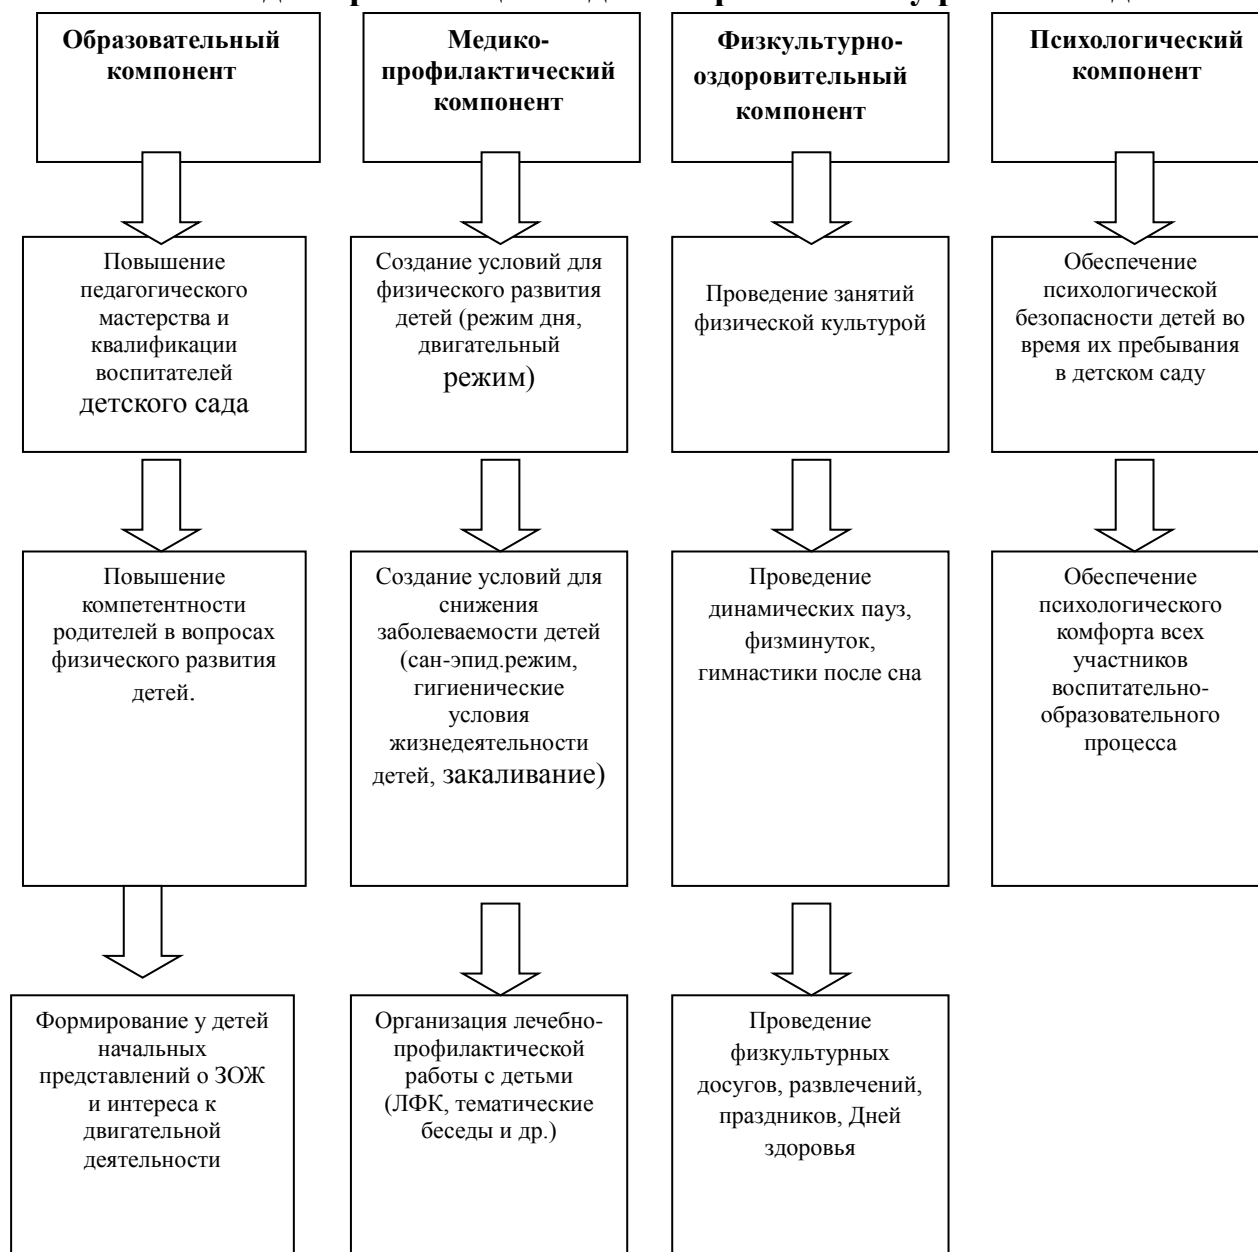 Образовательный
компонент
Медико-
профилактический
компонент
Физкультурно-
оздоровительный
компонент
Психологический
компонент
Повышение
педагогического
мастерства и
квалификации
воспитателей
детского сада
Создание условий для
физического развития
детей (режим дня,
двигательный
режим)
Проведение занятий
физической культурой
Обеспечение
психологической
безопасности детей во
время их пребывания
в детском саду
Повышение
компетентности
родителей в вопросах
физического развития
детей.
Создание условий для
снижения
заболеваемости детей
(сан-эпид.режим,
гигиенические
условия
жизнедеятельности
детей, закаливание)
Проведение
динамических пауз,
физминуток,
гимнастики после сна
Обеспечение
психологического
комфорта всех
участников
воспитательно-
образовательного
процесса
Формирование у детей
начальных
представлений о ЗОЖ
и интереса к
двигательной
деятельности
Организация лечебно-
профилактической
работы с детьми
(ЛФК, тематические
беседы и др.)
Проведение
физкультурных
досугов, развлечений,
праздников, Дней
здоровья